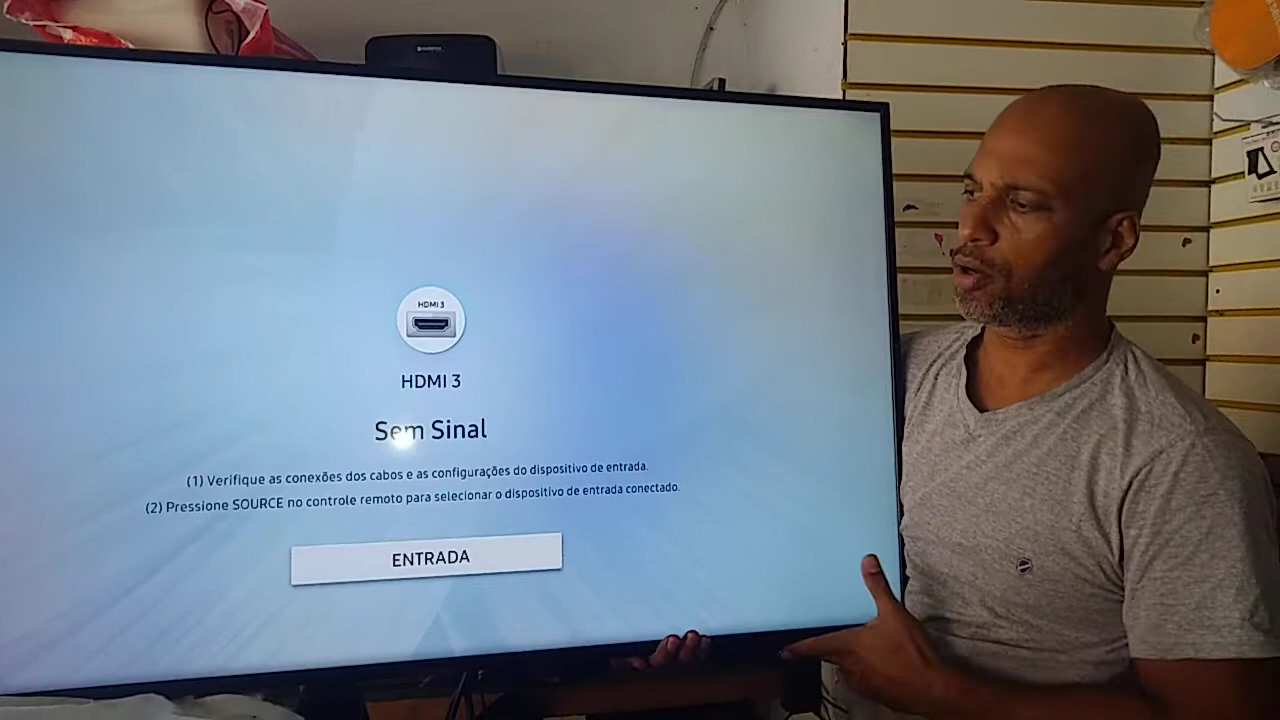 HDMI 3
HDMI 3
Sem Sinal
(1) Verifique as conexões dos cabos e as configurações do dispositivo de entrada.
(2) Pressione SOURCE no controle remoto para selecionar o dispositivo de entrada conectado.
ENTRADA